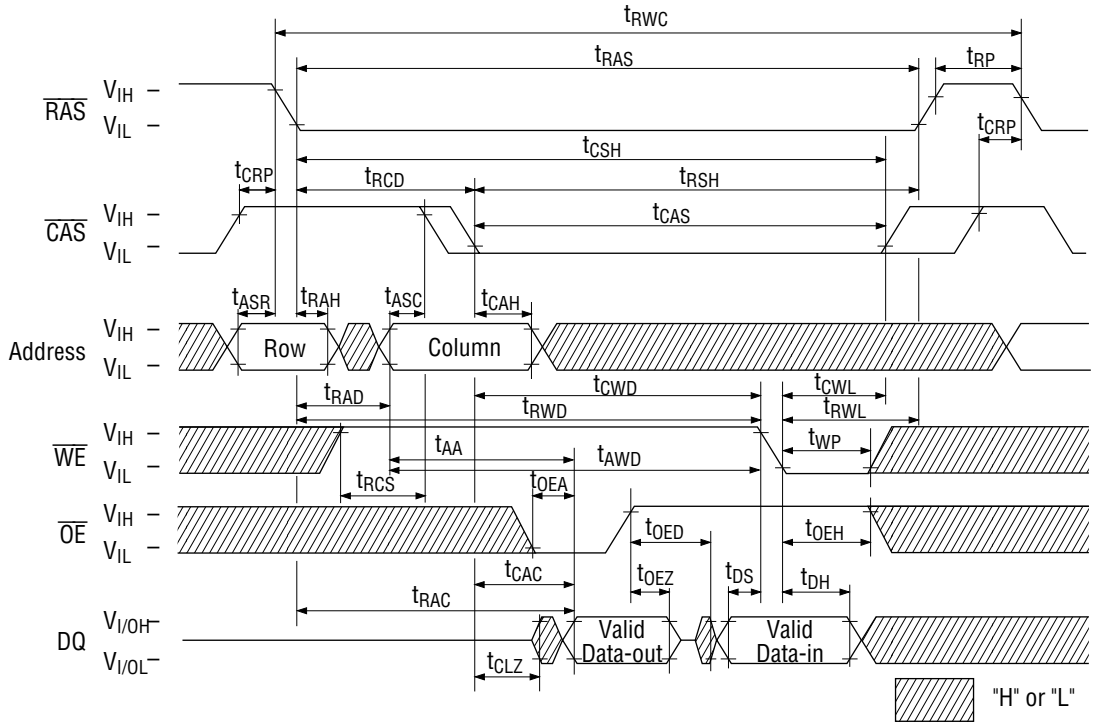 tRWC
tRAS
tRP
RAS
VIH
VIL
tCRP
tCSH
tCRP
tRCD
tRSH
CAS
VIH
VIL
tCAS
tASR
tRAH
tASC
tCAH
Address
VIH
VIL
Row
Column
tRAD
tCWD
tCWL
tRWD
tRWL
WE
VIH
VIL
tAA
tAWD
tWP
tRCS
tOEA
OE
VIH
VIL
tOED
tOEH
tCAC
tOEZ
tDS
tDH
tRAC
DQ
VI/OH
VI/OL
Valid
Data-out
Valid
Data-in
tCLZ
"H" or "L"